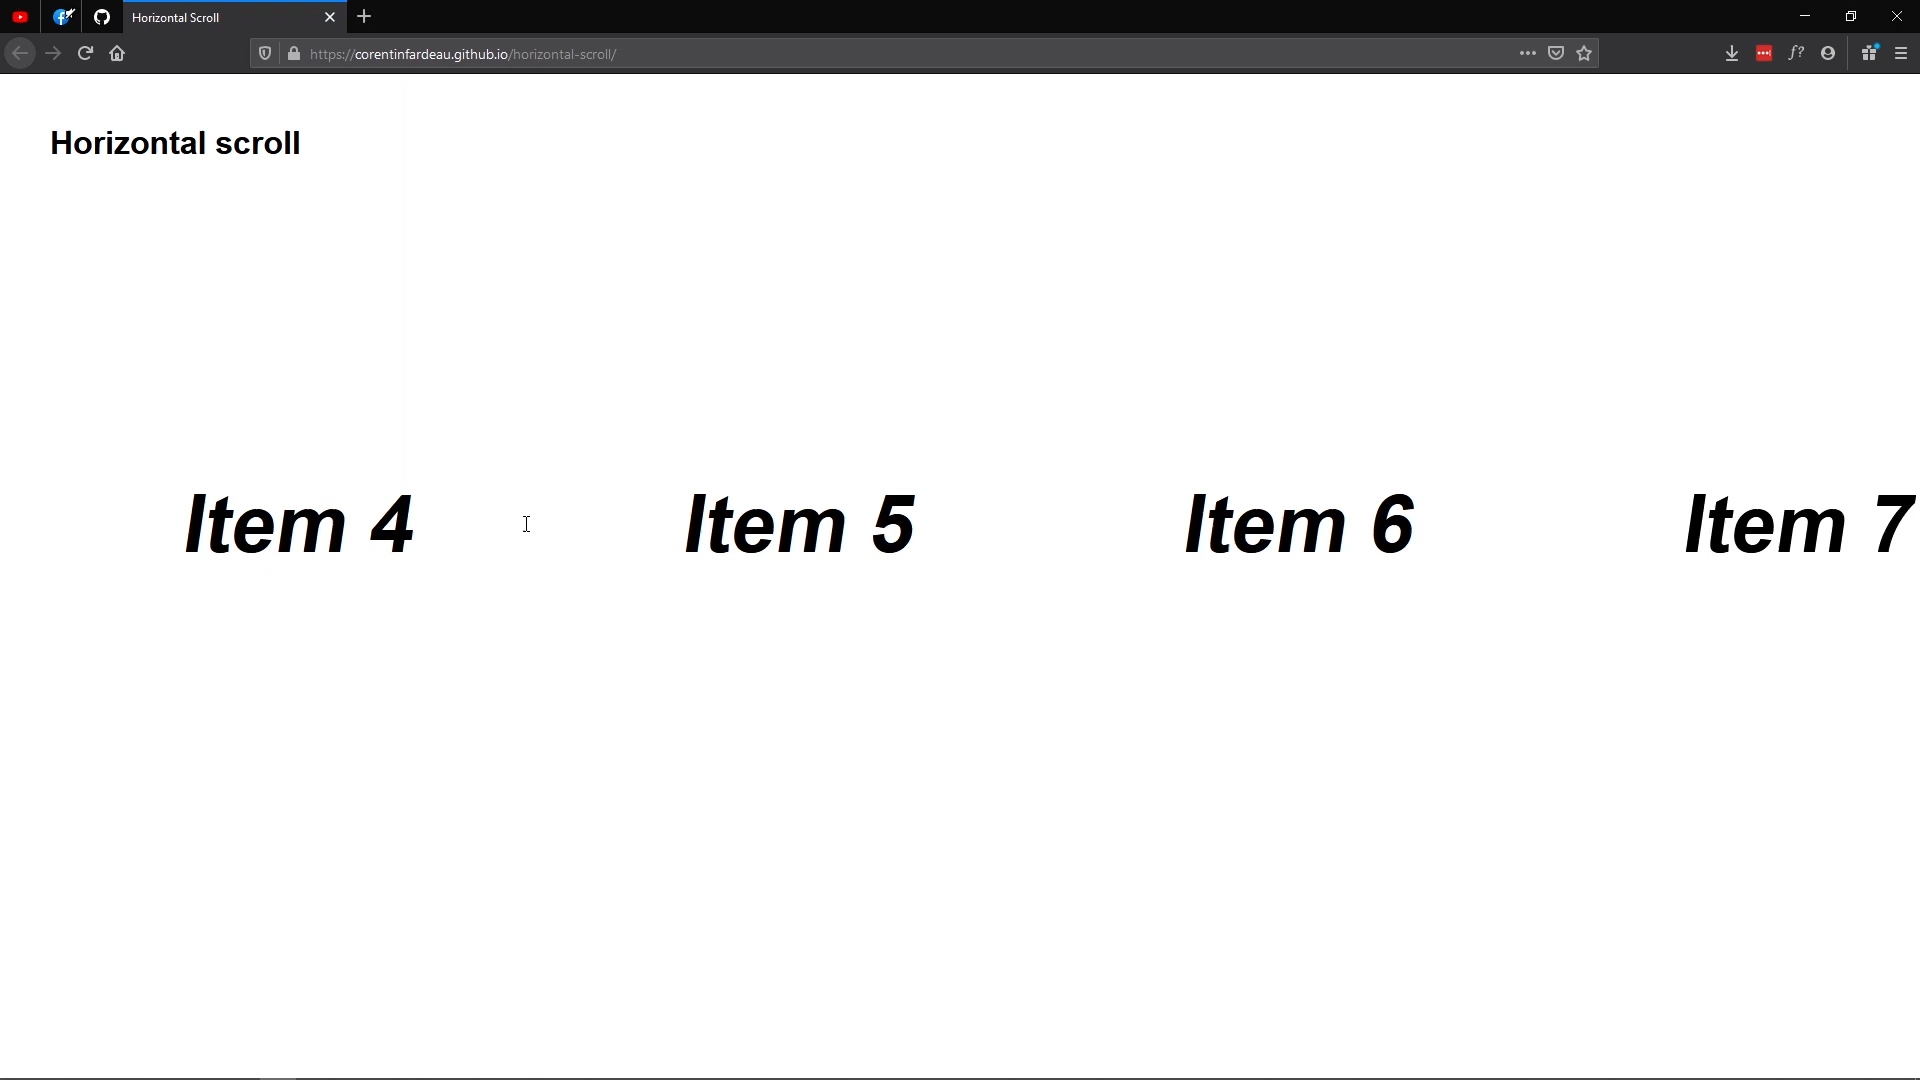 Horizontal Scroll
https://corentinfardeau.github.io/horizontal-scroll/
f?
Horizontal scroll
Item 4 Item 5 Item 6 Item 7